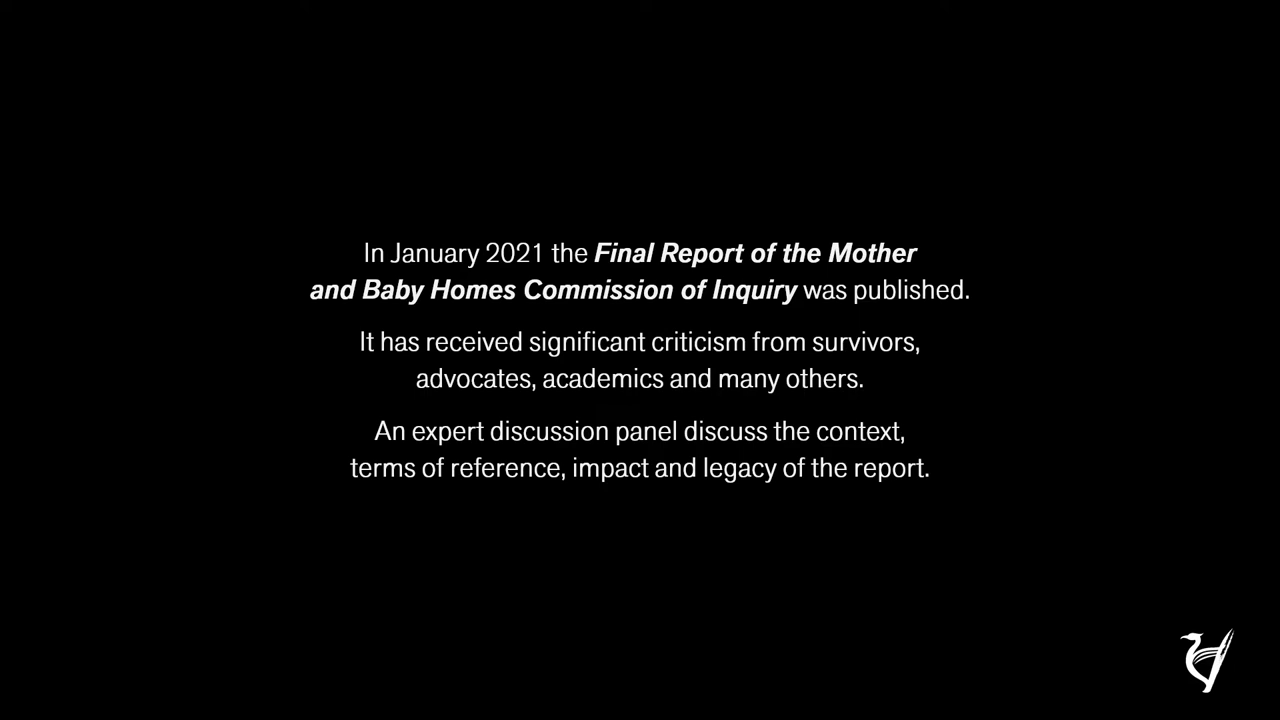 In January 2021 the Final Report of the Mother
and Baby Homes Commission of Inquiry was published.
It has received significant criticism from survivors,
advocates, academics and many others.
An expert discussion panel discuss the context,
terms of reference, impact and legacy of the report.